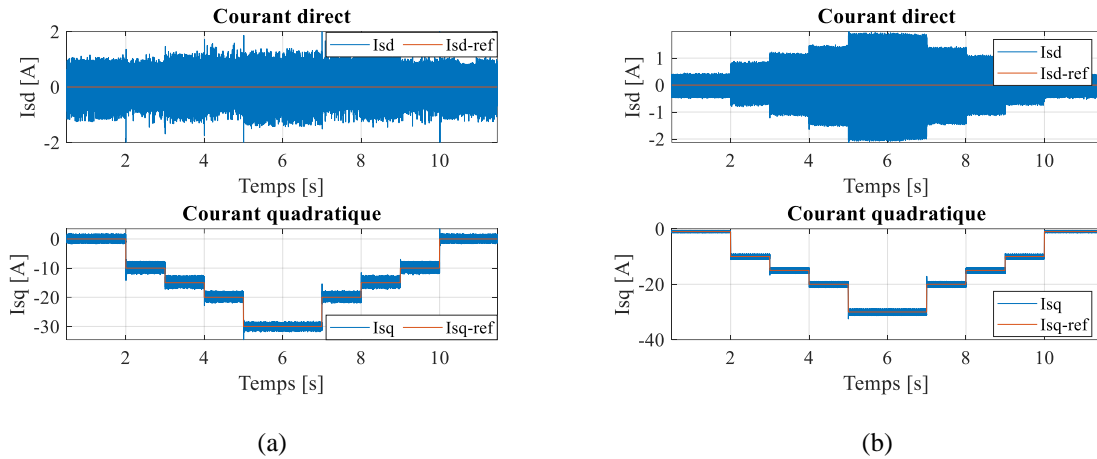 Courant direct
2
0
-2
Isd [A]
Isd
Isd-ref
2
4
6
8
10
Temps [s]
Courant quadratique
0
-10
-20
-30
Isq [A]
Isq
Isq-ref
2
4
6
8
10
Temps [s]
(a)
Courant direct
1
0
-1
-2
Isd [A]
Isd
Isd-ref
2
4
6
8
10
Temps [s]
Courant quadratique
0
-20
-40
Isq [A]
Isq
Isq-ref
2
4
6
8
10
Temps [s]
(b)